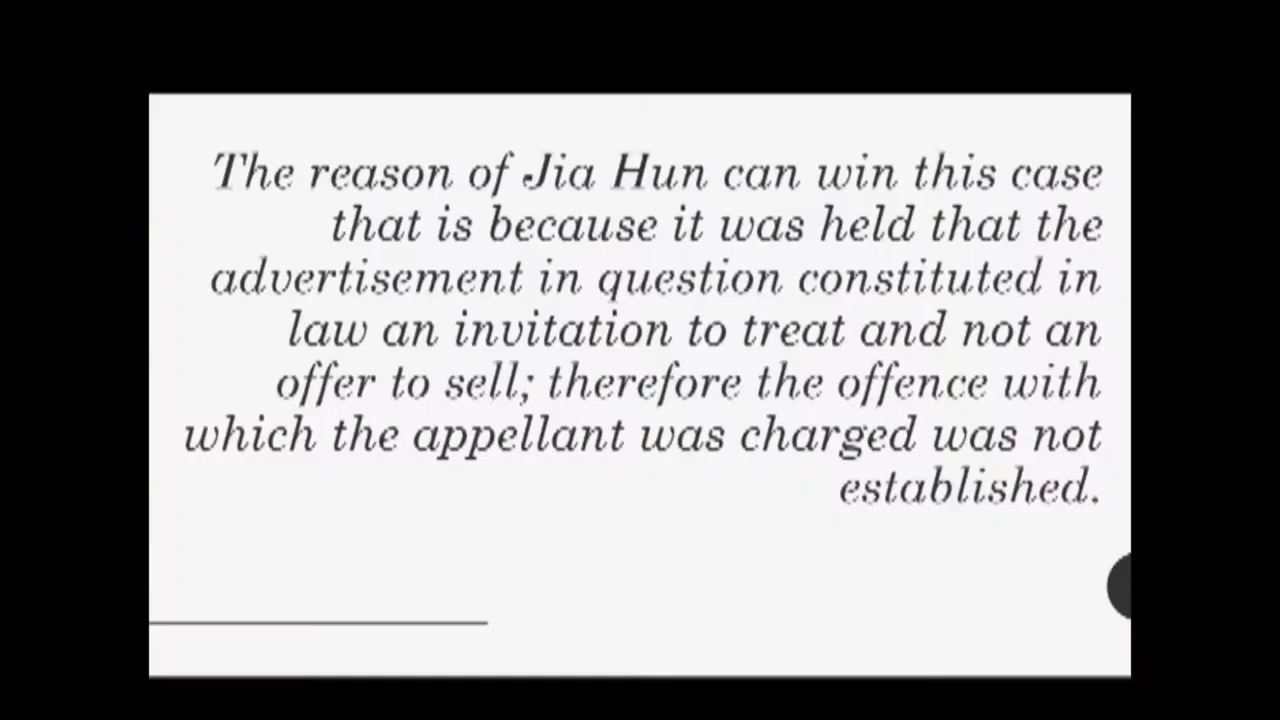 The reason of Jia Hun can win this case
that is because it was held that the
advertisement in question constituted in
law an invitation to treat and not an
offer to sell; therefore the offence with
which the appellant was charged was not
established.